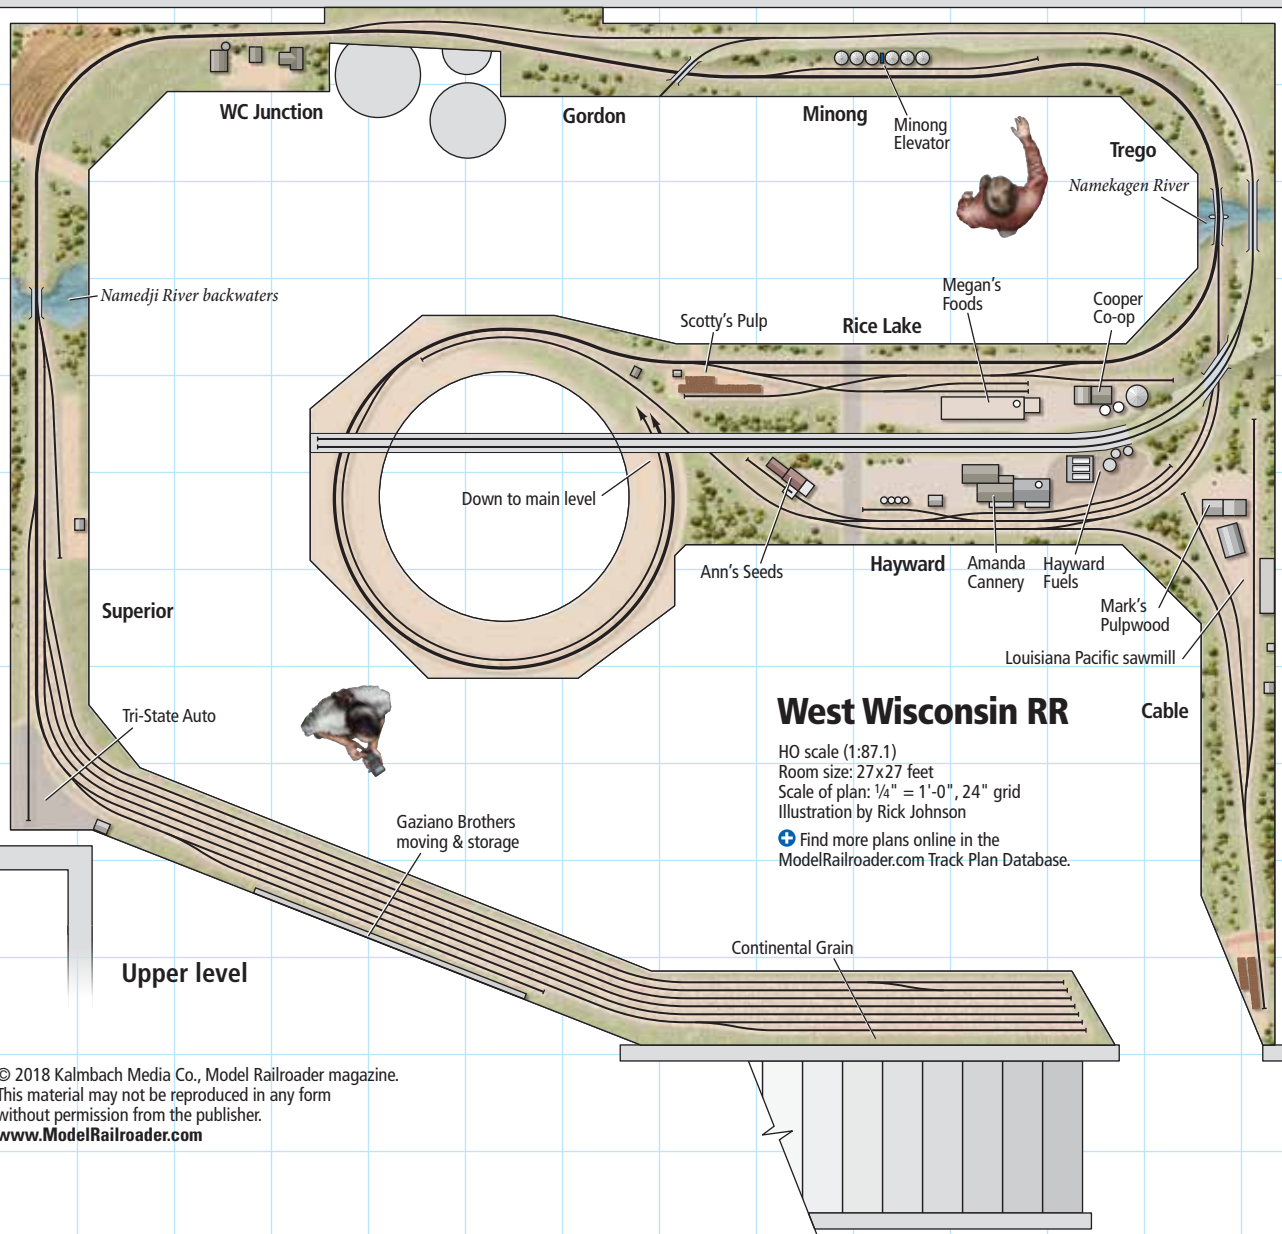 WC Junction
Gordon
Minong
Minong
Elevator
Trego
Namekagen River
Namedji River backwaters
Megan's
Foods
Cooper
Co-op
Scotty's Pulp
Rice Lake
Down to main level
Ann's Seeds
Hayward
Amanda
Cannery
Hayward
Fuels
Mark's
Pulpwood
Louisiana Pacific sawmill
Superior
Cable
Tri-State Auto
West Wisconsin RR
HO scale (1:87.1)
Room size: 27x27 feet
Scale of plan: 1/4" = 1'-0", 24" grid
Illustration by Rick Johnson
Find more plans online in the
ModelRailroader.com Track Plan Database.
Gaziano Brothers
moving & storage
Continental Grain
Upper level
© 2018 Kalmbach Media Co., Model Railroader magazine.
This material may not be reproduced in any form
without permission from the publisher.
www.ModelRailroader.com